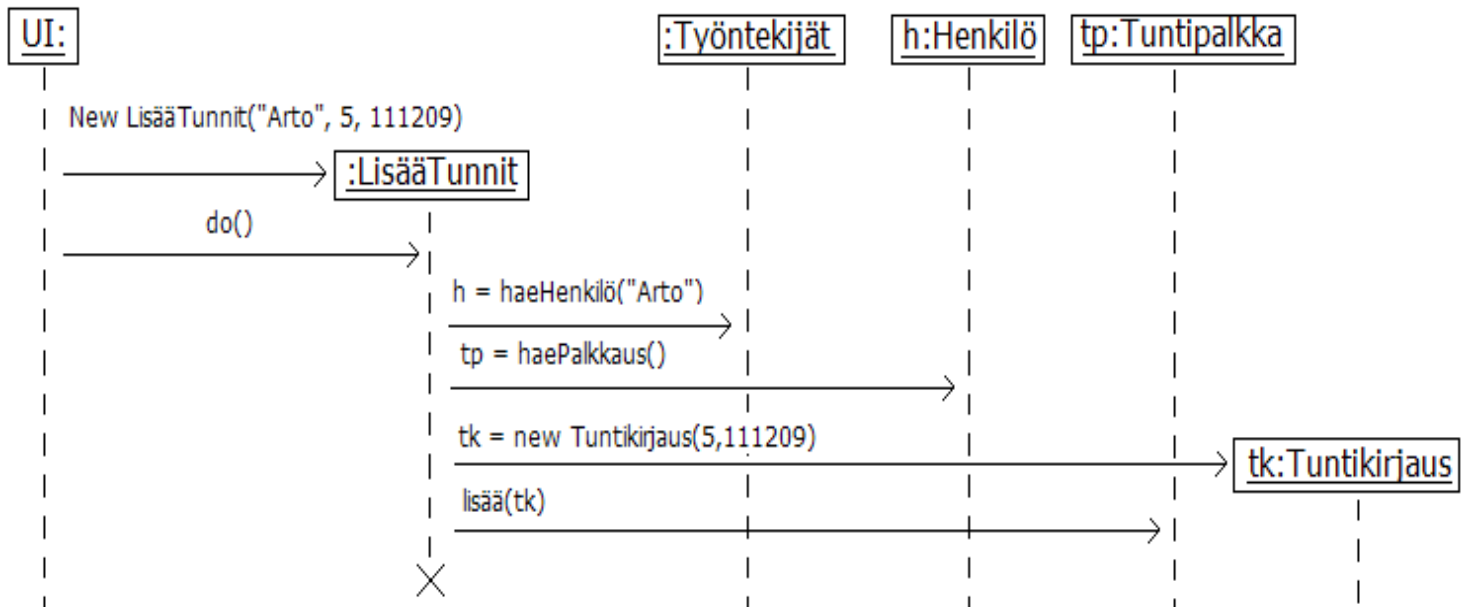 UI:
:Työntekijät
h:Henkilö
tp:Tuntipalkka
New LisääTunnit("Arto", 5, 111209)
:LisääTunnit
do()
h = haeHenkilö("Arto")
tp = haePalkkaus()
tk = new Tuntikirjaus(5,111209)
tk:Tuntikirjaus
lisää(tk)